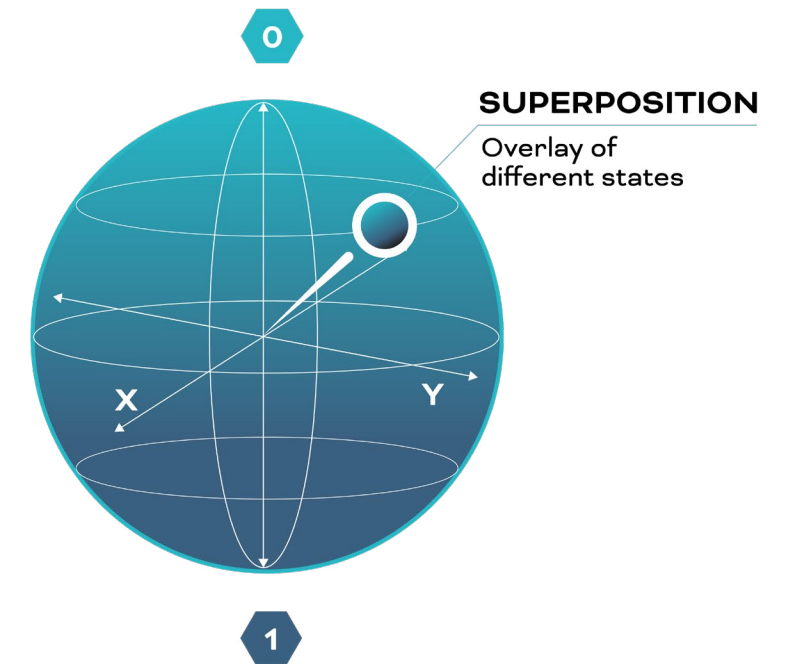 0
SUPERPOSITION
Overlay of
different states
X
Y
1